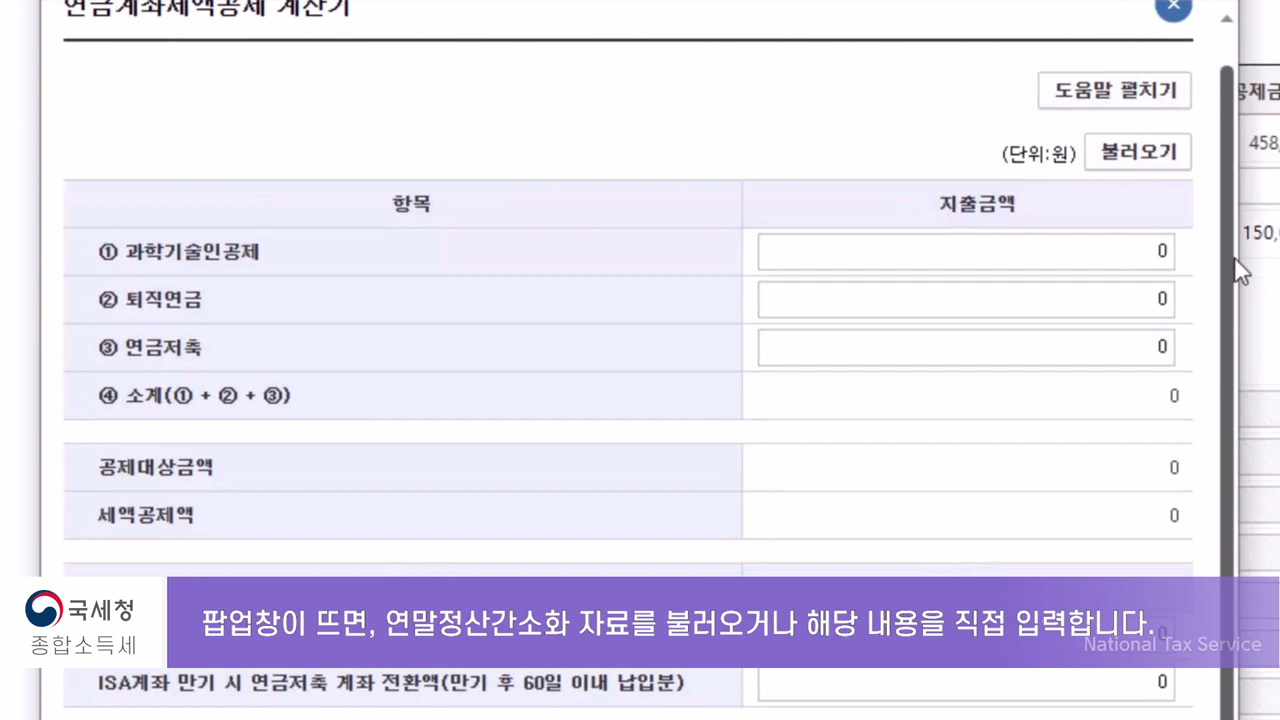 연금계좌세액공제 계산기
도움말 펼치기
(단위:원) 불러오기
공제금
458,
150,
항목 지출금액
① 과학기술인공제 0
② 퇴직연금 0
③ 연금저축 0
④ 소계(① + ② + ③) 0
공제대상금액 0
세액공제액 0
국세청
종합소득세
팝업창이 뜨면, 연말정산간소화 자료를 불러오거나 해당 내용을 직접 입력합니다.
National Tax Service
ISA계좌 만기 시 연금저축 계좌 전환액(만기 후 60일 이내 납입분) 0